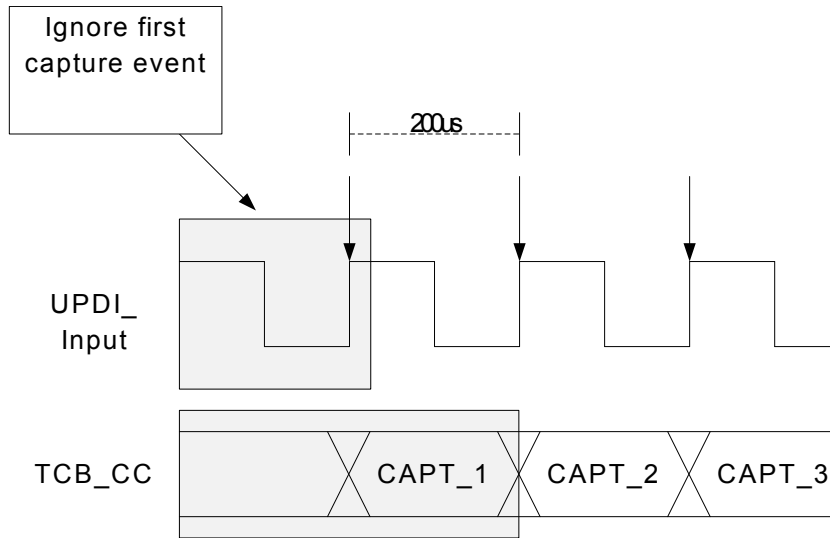 Ignore first
capture event
200us
UPDI_
Input
TCB_CC
CAPT_1
CAPT_2
CAPT_3